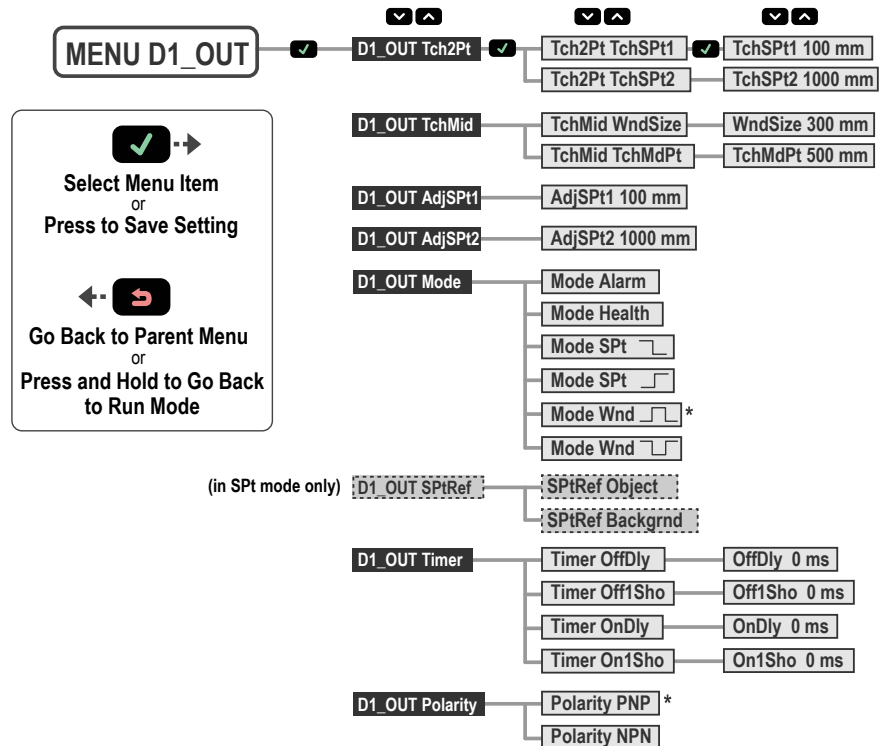 MENU D1_OUT
D1_OUT Tch2Pt
Tch2Pt TchSPt1
TchSPt1 100 mm
Tch2Pt TchSPt2
TchSPt2 1000 mm
Select Menu Item
or
Press to Save Setting
Go Back to Parent Menu
or
Press and Hold to Go Back
to Run Mode
D1_OUT TchMid
TchMid WndSize
WndSize 300 mm
TchMid TchMdPt
TchMdPt 500 mm
D1_OUT AdjSPt1
AdjSPt1 100 mm
D1_OUT AdjSPt2
AdjSPt2 1000 mm
D1_OUT Mode
Mode Alarm
Mode Health
Mode SPt
Mode SPt
Mode Wnd *
Mode Wnd
(in SPt mode only)
D1_OUT SPtRef
SPtRef Object
SPtRef Backgrnd
D1_OUT Timer
Timer OffDly
OffDly 0 ms
Timer Off1Sho
Off1Sho 0 ms
Timer OnDly
OnDly 0 ms
Timer On1Sho
On1Sho 0 ms
D1_OUT Polarity
Polarity PNP *
Polarity NPN